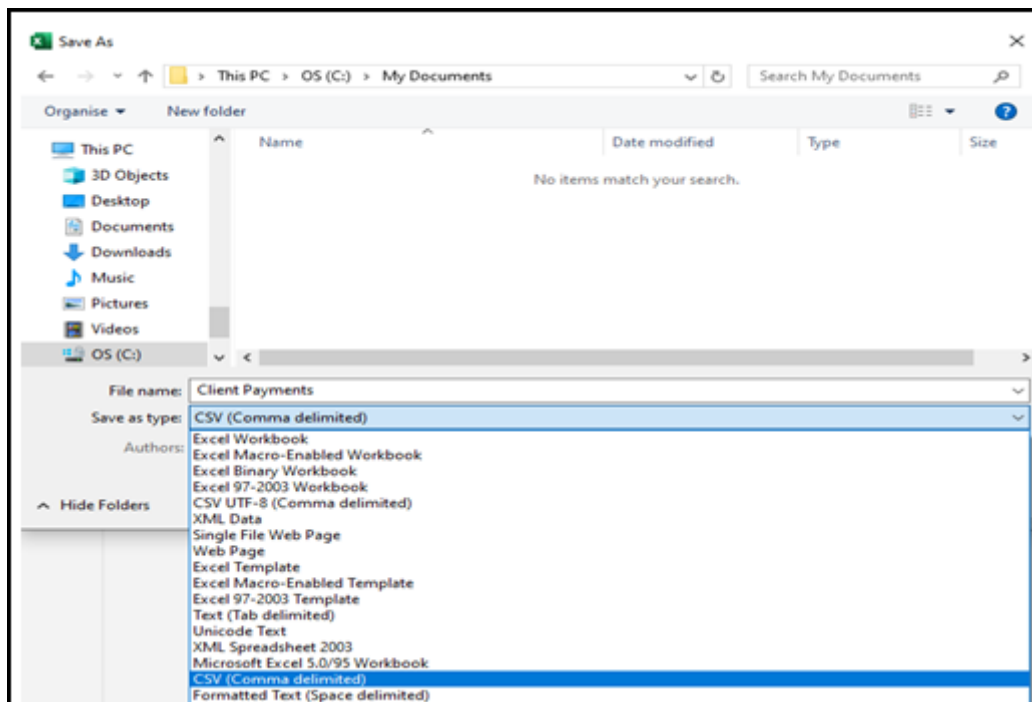 Save As
This PC > OS (C:) > My Documents
Search My Documents
Organise
New folder
Name
Date modified
Type
Size
No items match your search.
This PC
3D Objects
Desktop
Documents
Downloads
Music
Pictures
Videos
OS (C:)
File name: Client Payments
Save as type: CSV (Comma delimited)
Authors:
Hide Folders
Excel Workbook
Excel Macro-Enabled Workbook
Excel Binary Workbook
Excel 97-2003 Workbook
CSV UTF-8 (Comma delimited)
XML Data
Single File Web Page
Web Page
Excel Template
Excel Macro-Enabled Template
Excel 97-2003 Template
Text (Tab delimited)
Unicode Text
XML Spreadsheet 2003
Microsoft Excel 5.0/95 Workbook
CSV (Comma delimited)
Formatted Text (Space delimited)